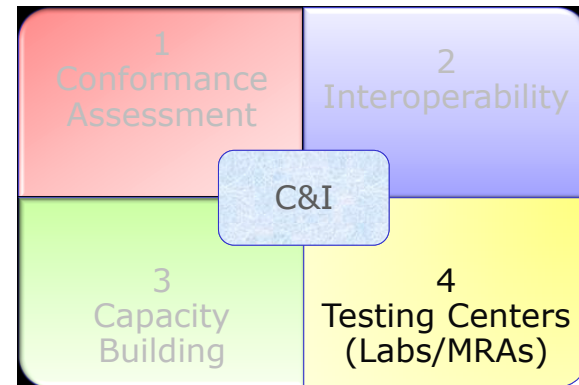 1
Conformance
Assessment
2
Interoperability
C&I
3
Capacity
Building
4
Testing Centers
(Labs/MRAs)